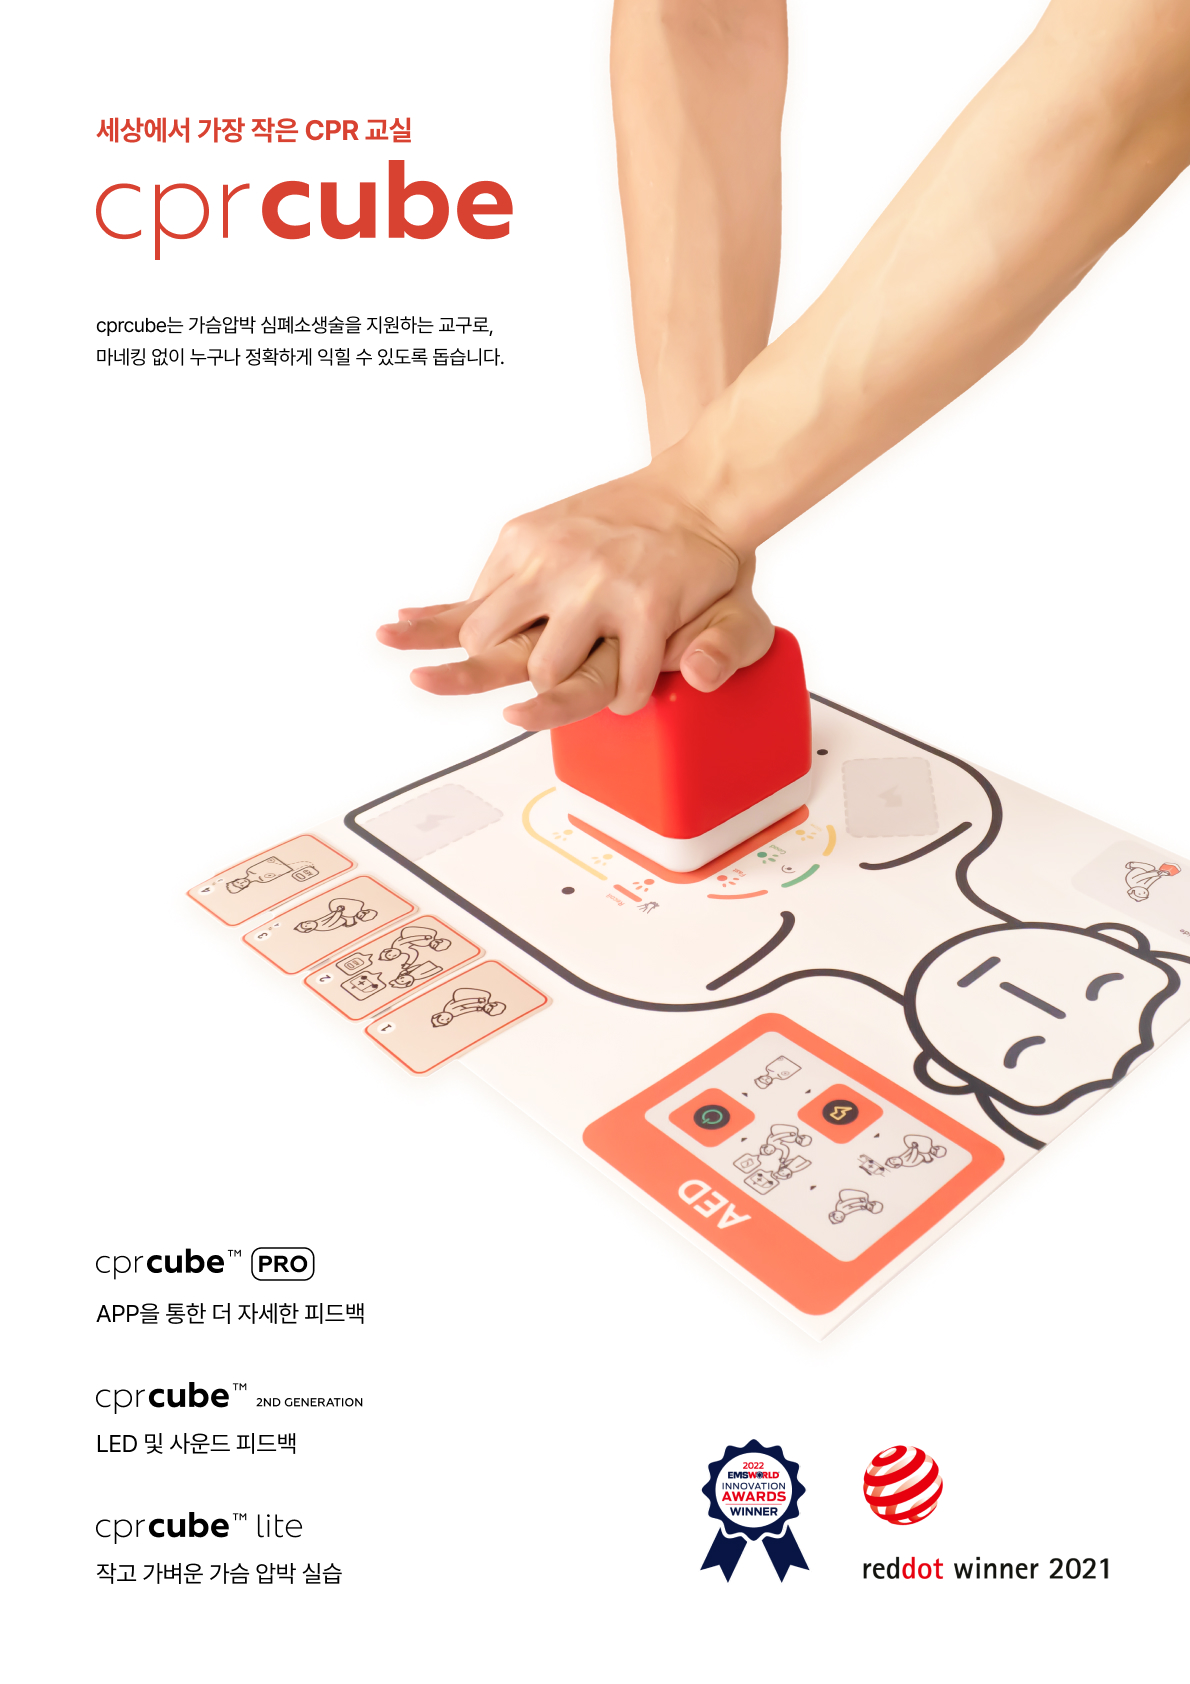 세상에서 가장 작은 CPR 교실
cprcube
cprcube는 가슴압박 심폐소생술을 지원하는 교구로,
마네킹 없이 누구나 정확하게 익힐 수 있도록 돕습니다.
4
3
2
1
AED
cprcube™ PRO
APP을 통한 더 자세한 피드백
cprcube™ 2ND GENERATION
LED 및 사운드 피드백
cprcube™ lite
작고 가벼운 가슴 압박 실습
2022
EMSWORLD
INNOVATION
AWARDS
WINNER
reddot winner 2021